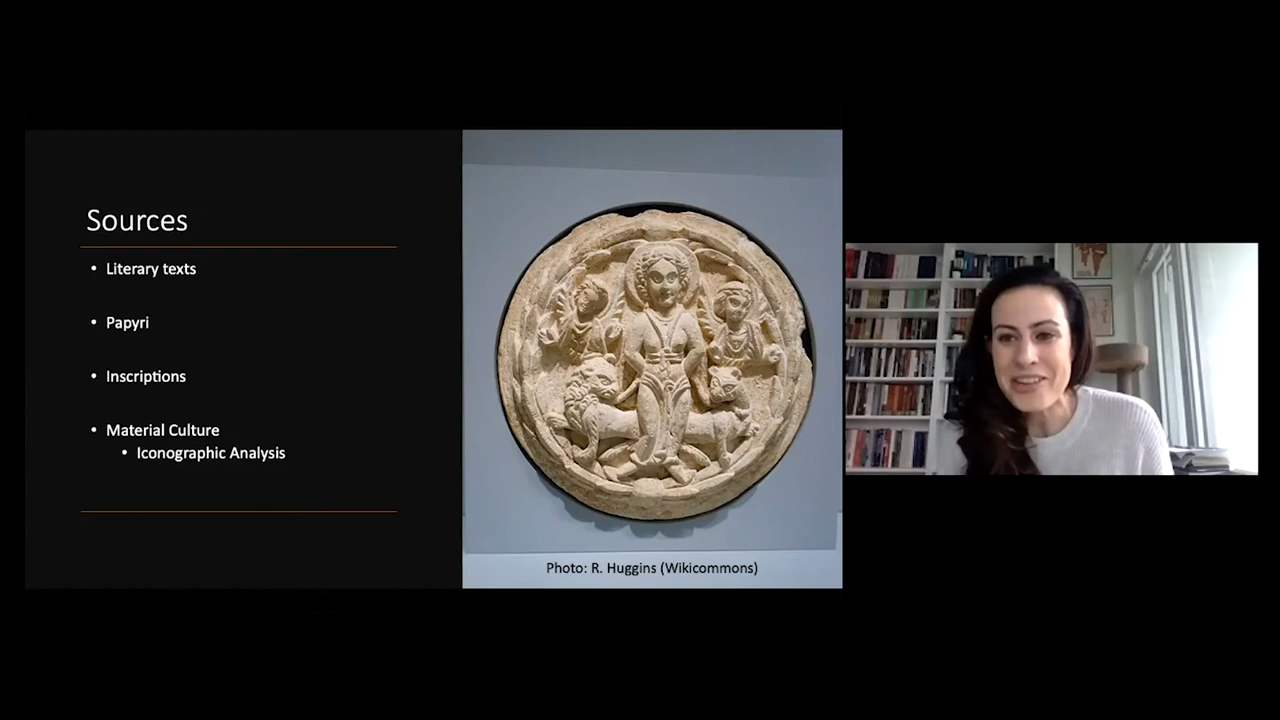 Sources
• Literary texts
• Papyri
• Inscriptions
• Material Culture
• Iconographic Analysis
Photo: R. Huggins (Wikicommons)